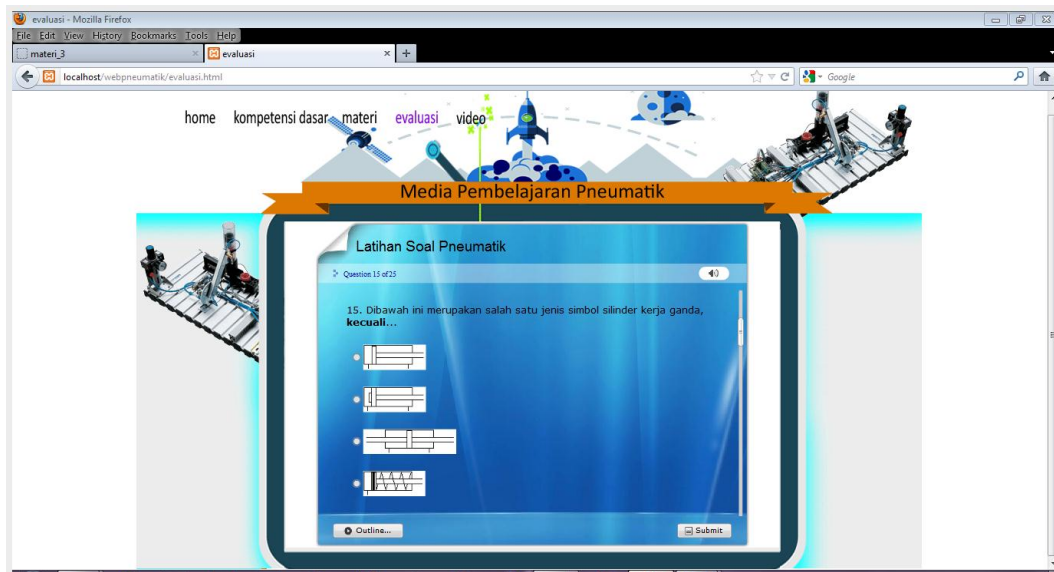 evaluasi - Mozilla Firefox
File Edit View History Bookmarks Tools Help
materi_3 × evaluasi × +
localhost/webpneumatik/evaluasi.html Google
home kompetensi dasar materi evaluasi video
Media Pembelajaran Pneumatik
Latihan Soal Pneumatik
Question 15 of 25
15. Dibawah ini merupakan salah satu jenis simbol silinder kerja ganda,
kecuali...
Outline... Submit